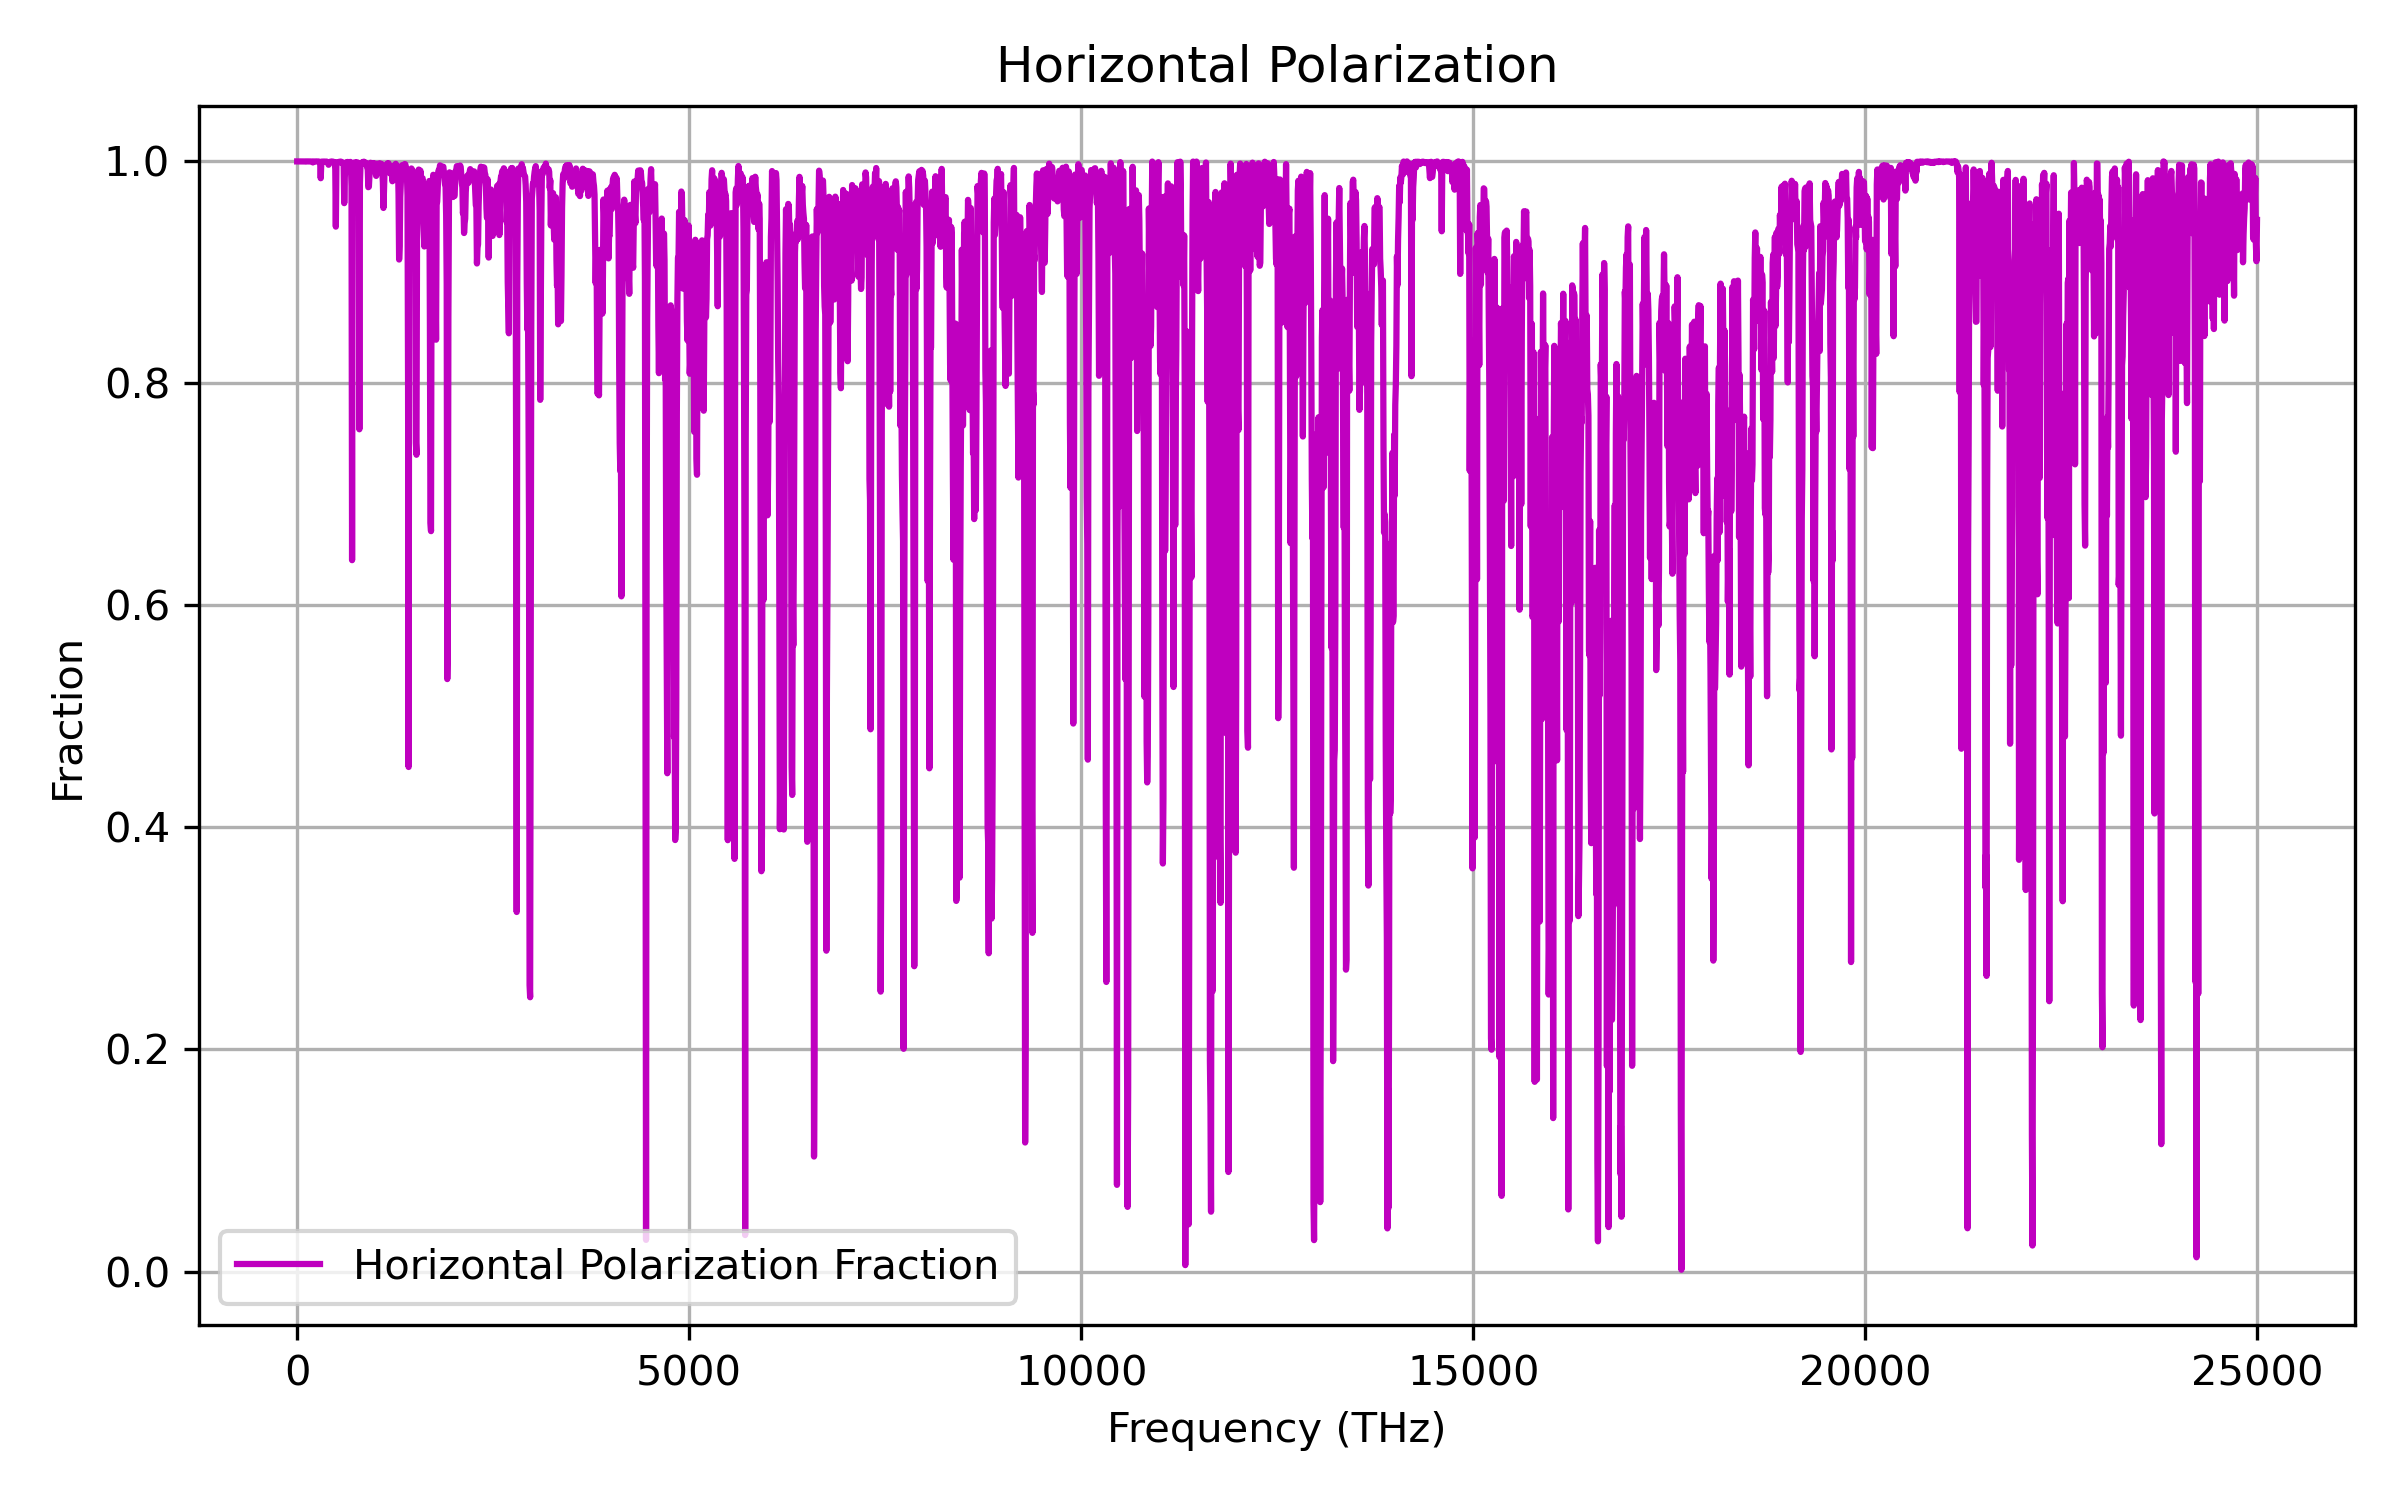 Horizontal Polarization
1.0
0.8
0.6
0.4
0.2
0.0
Fraction
Horizontal Polarization Fraction
0 5000 10000 15000 20000 25000
Frequency (THz)